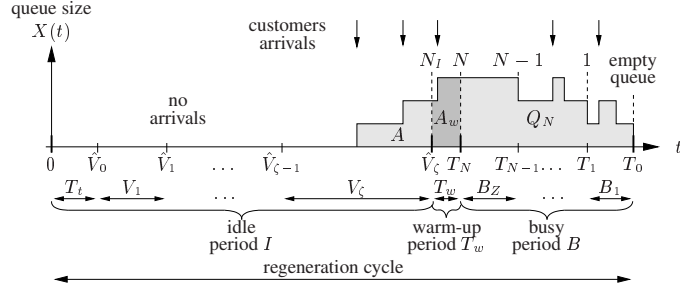 queue size
X(t)
customers
arrivals
N_I N N − 1 1 empty
queue
no
arrivals
A A_w Q_N
t
0 V̂_0 V̂_1 . . . V̂_{ζ−1} V̂_ζ T_N T_{N−1} . . . T_1 T_0
T_t V_1 . . . V_ζ T_w B_Z . . . B_1
idle
period I
warm-up
period T_w
busy
period B
regeneration cycle